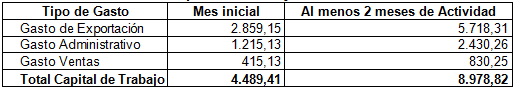 Tipo de Gasto Mes inicial Al menos 2 meses de Actividad
Gasto de Exportación 2.859,15 5.718,31
Gasto Administrativo 1.215,13 2.430,26
Gasto Ventas 415,13 830,25
Total Capital de Trabajo 4.489,41 8.978,82